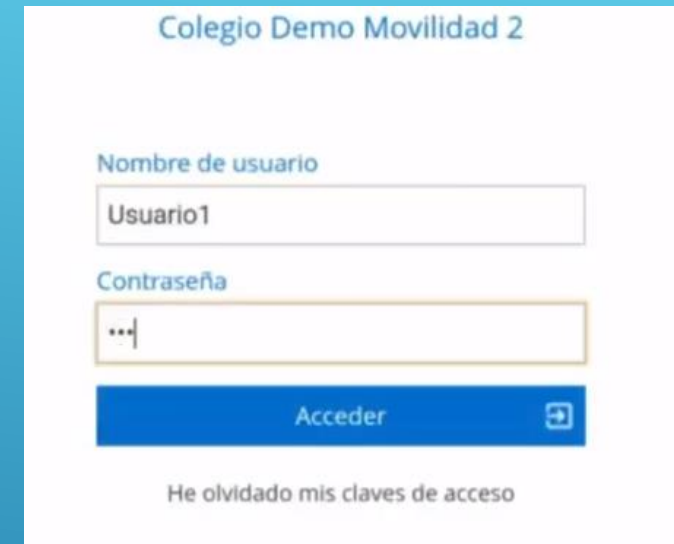 Colegio Demo Movilidad 2
Nombre de usuario
Usuario1
Contraseña
•••
Acceder
He olvidado mis claves de acceso